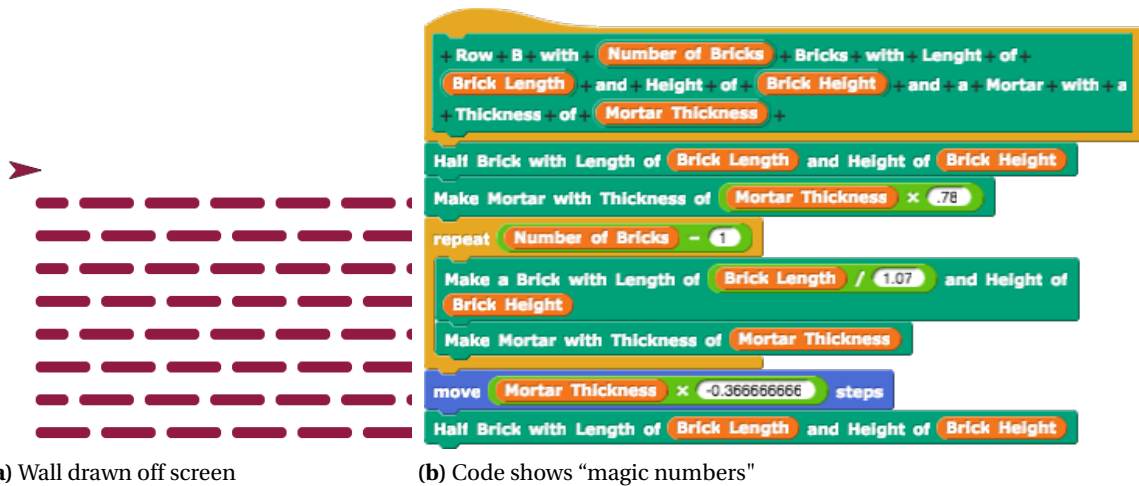 + Row + B + with + Number of Bricks + Bricks + with + Lenght + of +
Brick Length + and + Height + of + Brick Height + and + a + Mortar + with + a
+ Thickness + of + Mortar Thickness +
Half Brick with Length of Brick Length and Height of Brick Height
Make Mortar with Thickness of Mortar Thickness × .78
repeat Number of Bricks - 1
Make a Brick with Length of Brick Length / 1.07 and Height of
Brick Height
Make Mortar with Thickness of Mortar Thickness
move Mortar Thickness × -0.366666666 steps
Half Brick with Length of Brick Length and Height of Brick Height
a) Wall drawn off screen
(b) Code shows “magic numbers"